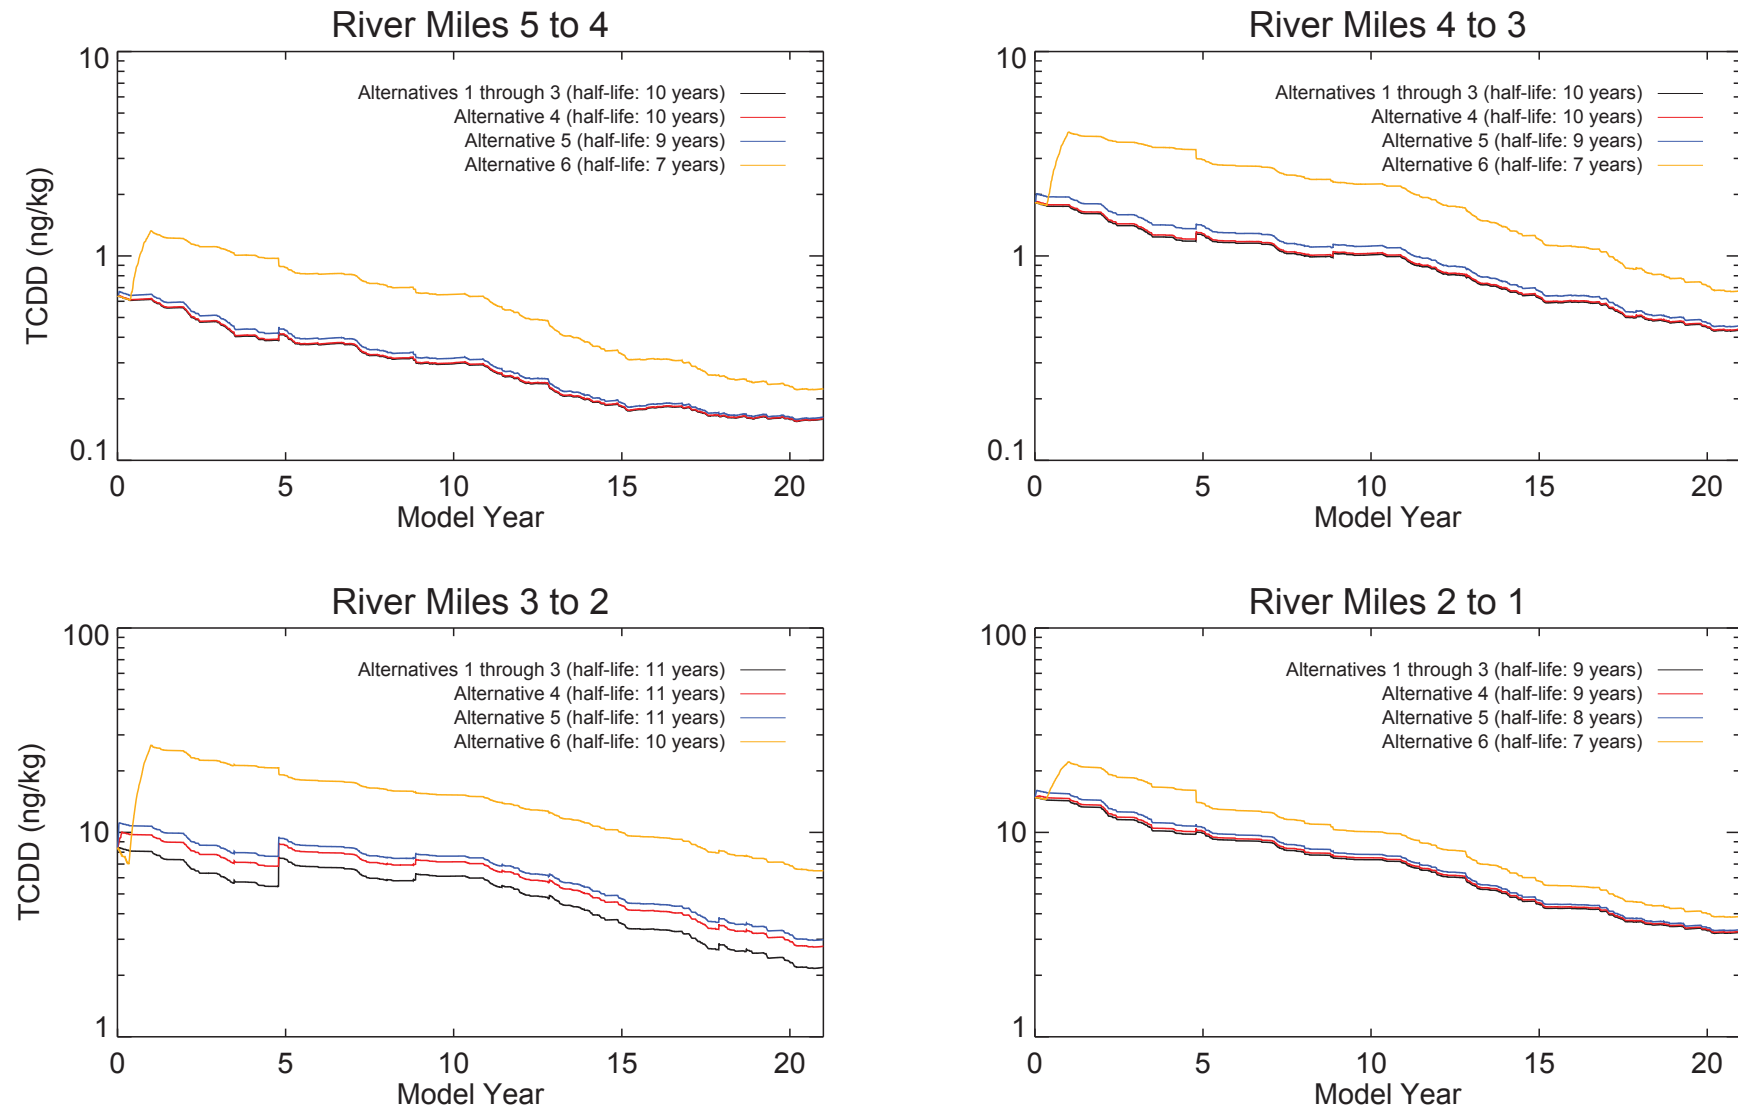 River Miles 5 to 4
10
1
0.1
TCDD (ng/kg)
Alternatives 1 through 3 (half-life: 10 years)
Alternative 4 (half-life: 10 years)
Alternative 5 (half-life: 9 years)
Alternative 6 (half-life: 7 years)
0 5 10 15 20
Model Year
River Miles 4 to 3
10
1
0.1
Alternatives 1 through 3 (half-life: 10 years)
Alternative 4 (half-life: 10 years)
Alternative 5 (half-life: 9 years)
Alternative 6 (half-life: 7 years)
0 5 10 15 20
Model Year
River Miles 3 to 2
100
10
1
TCDD (ng/kg)
Alternatives 1 through 3 (half-life: 11 years)
Alternative 4 (half-life: 11 years)
Alternative 5 (half-life: 11 years)
Alternative 6 (half-life: 10 years)
0 5 10 15 20
Model Year
River Miles 2 to 1
100
10
1
Alternatives 1 through 3 (half-life: 9 years)
Alternative 4 (half-life: 9 years)
Alternative 5 (half-life: 8 years)
Alternative 6 (half-life: 7 years)
0 5 10 15 20
Model Year